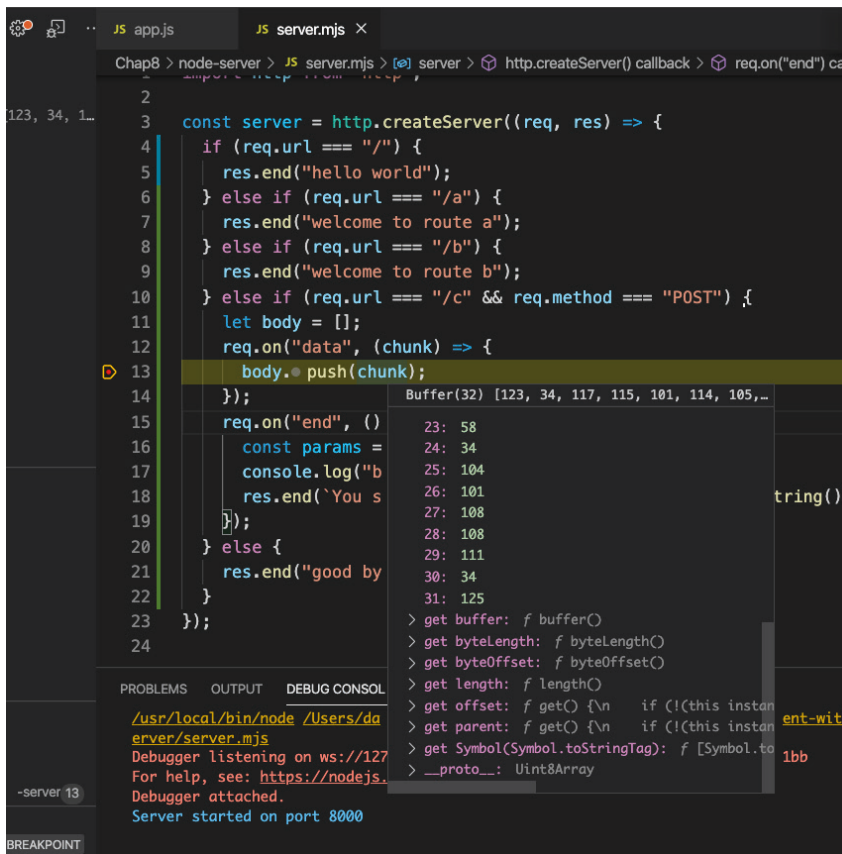 JS app.js JS server.mjs ×
Chap8 > node-server > JS server.mjs > server > http.createServer() callback > req.on("end") ca
[123, 34, 1…
2
3 const server = http.createServer((req, res) => {
4 if (req.url === "/") {
5 res.end("hello world");
6 } else if (req.url === "/a") {
7 res.end("welcome to route a");
8 } else if (req.url === "/b") {
9 res.end("welcome to route b");
10 } else if (req.url === "/c" && req.method === "POST") {
11 let body = [];
12 req.on("data", (chunk) => {
13 body. push(chunk);
14 });
15 req.on("end", ()
16 const params =
17 console.log("b
18 res.end(`You s tring()
19 });
20 } else {
21 res.end("good by
22 }
23 });
24
Buffer(32) [123, 34, 117, 115, 101, 114, 105,…
23: 58
24: 34
25: 104
26: 101
27: 108
28: 108
29: 111
30: 34
31: 125
> get buffer: ƒ buffer()
> get byteLength: ƒ byteLength()
> get byteOffset: ƒ byteOffset()
> get length: ƒ length()
> get offset: ƒ get() {\n if (!(this instan
> get parent: ƒ get() {\n if (!(this instan
> get Symbol(Symbol.toStringTag): ƒ [Symbol.to
> __proto__: Uint8Array
PROBLEMS OUTPUT DEBUG CONSOL
/usr/local/bin/node /Users/da ent-wit
erver/server.mjs
Debugger listening on ws://127 1bb
For help, see: https://nodejs.
Debugger attached.
Server started on port 8000
-server 13
BREAKPOINT